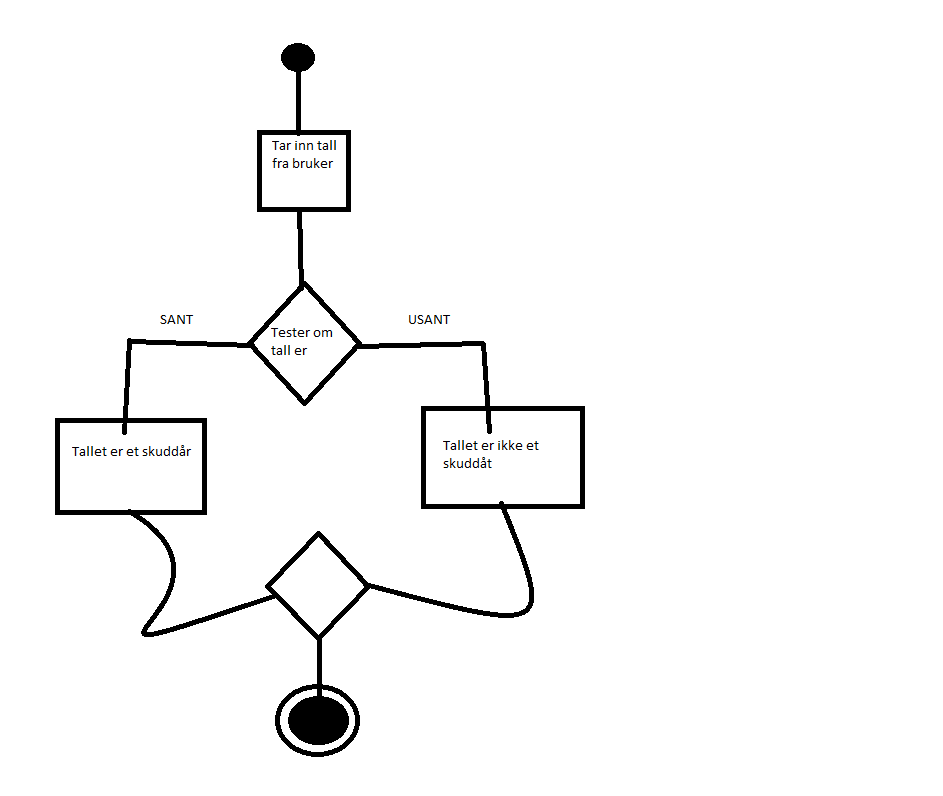 Tar inn tall
fra bruker
SANT
USANT
Tester om
tall er
Tallet er et skuddår
Tallet er ikke et
skuddåt